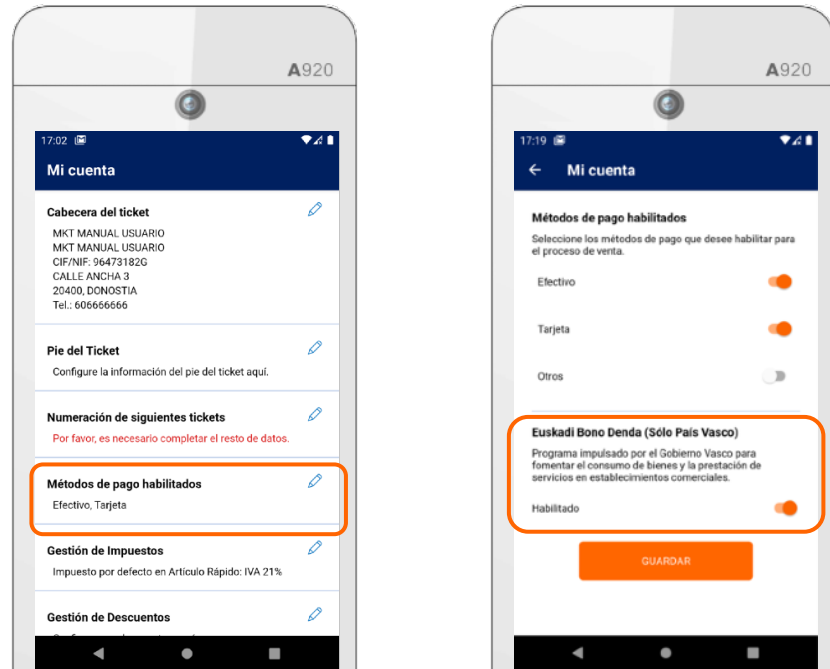 A920
17:02
Mi cuenta
Cabecera del ticket
MKT MANUAL USUARIO
MKT MANUAL USUARIO
CIF/NIF: 96473182G
CALLE ANCHA 3
20400, DONOSTIA
Tel.: 606666666
Pie del Ticket
Configure la información del pie del ticket aquí.
Numeración de siguientes tickets
Por favor, es necesario completar el resto de datos.
Métodos de pago habilitados
Efectivo, Tarjeta
Gestión de Impuestos
Impuesto por defecto en Artículo Rápido: IVA 21%
Gestión de Descuentos
A920
17:19
Mi cuenta
Métodos de pago habilitados
Seleccione los métodos de pago que desee habilitar para
el proceso de venta.
Efectivo
Tarjeta
Otros
Euskadi Bono Denda (Sólo País Vasco)
Programa impulsado por el Gobierno Vasco para
fomentar el consumo de bienes y la prestación de
servicios en establecimientos comerciales.
Habilitado
GUARDAR